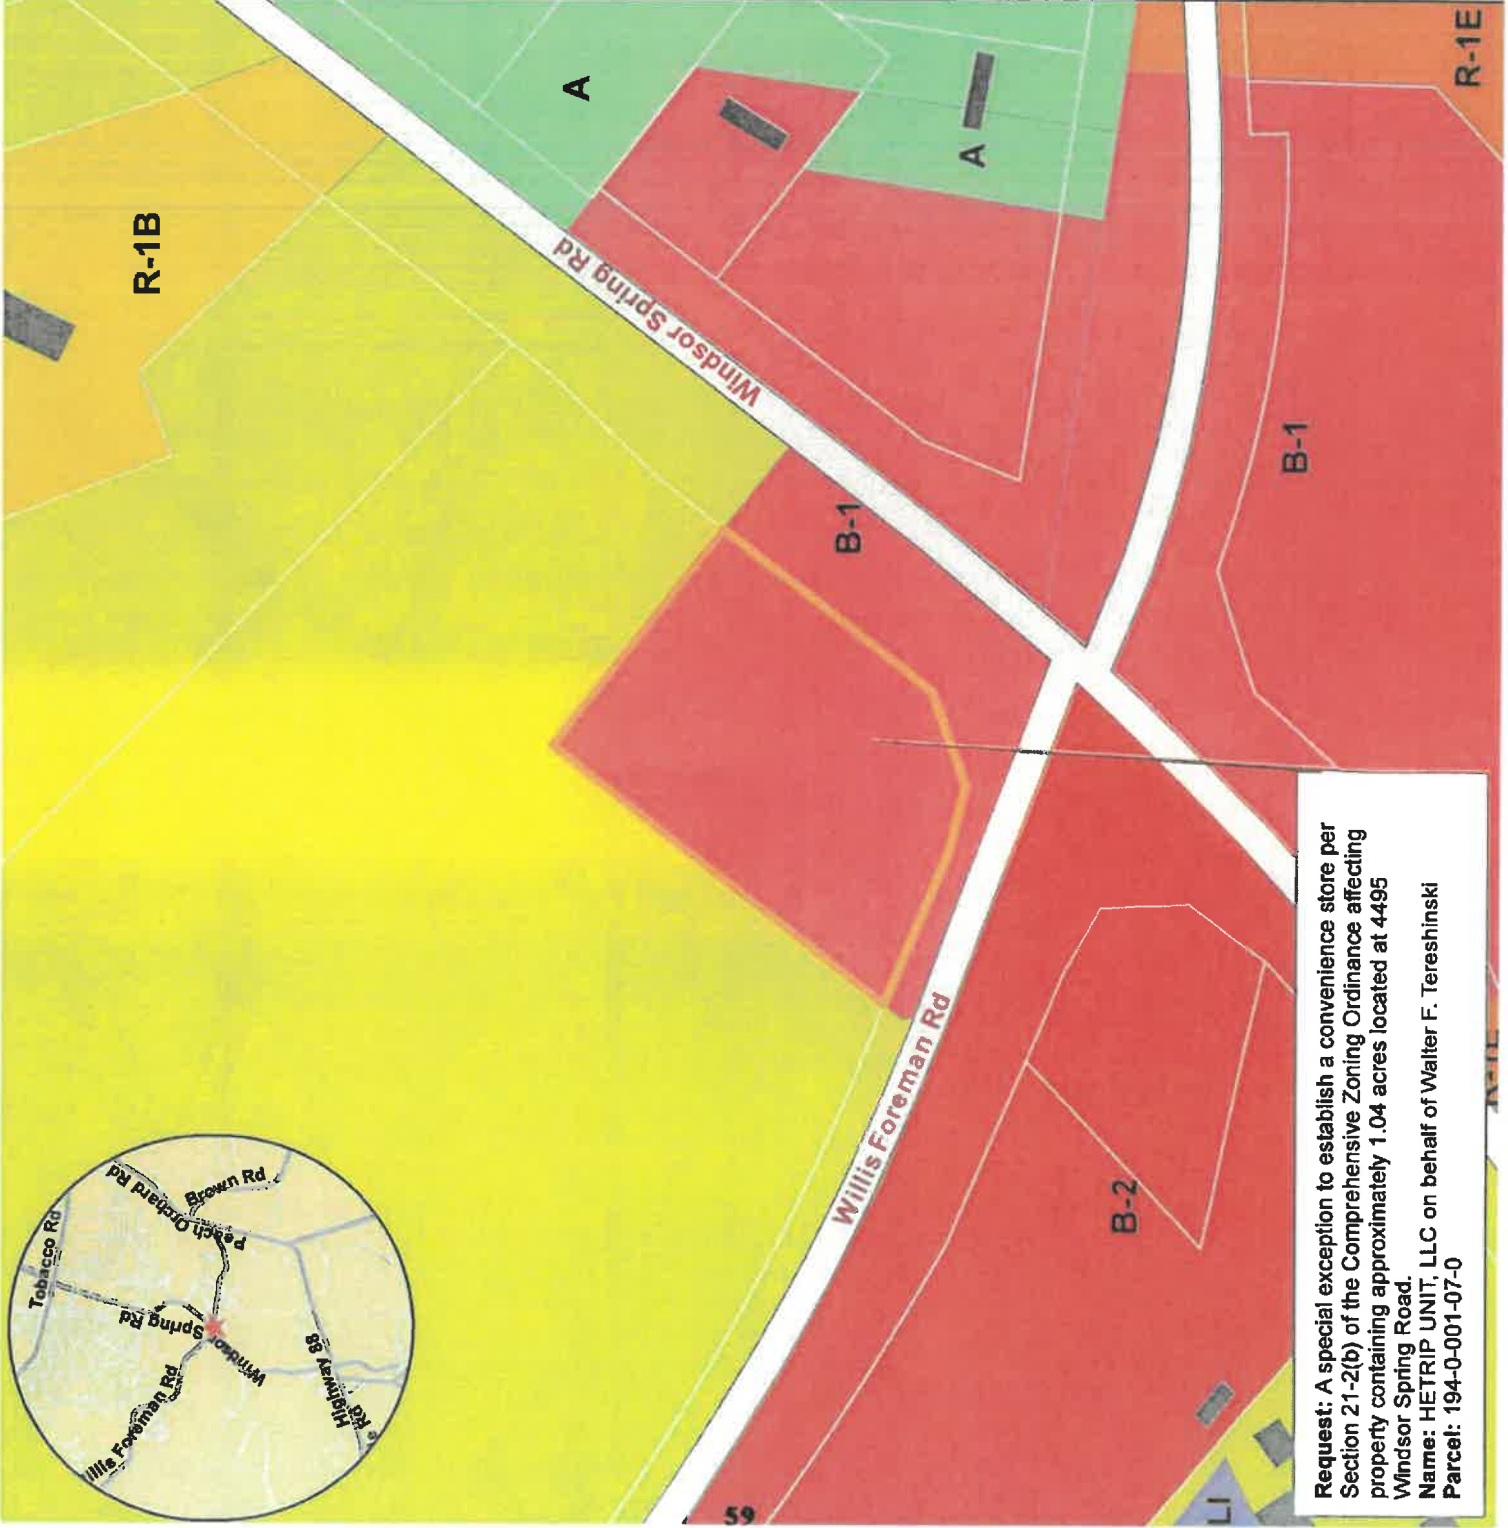 Tobacco Rd
Windsor Spring Rd
Peach Orchard Rd
Brown Rd
illis Foreman Rd
Highway 88
Rd
R-1B
A
A
R-1E
Windsor Spring Rd
B-1
B-1
Willis Foreman Rd
B-2
LI
59
Request: A special exception to establish a convenience store per
Section 21-2(b) of the Comprehensive Zoning Ordinance affecting
property containing approximately 1.04 acres located at 4495
Windsor Spring Road.
Name: HETRIP UNIT, LLC on behalf of Walter F. Tereshinski
Parcel: 194-0-001-07-0